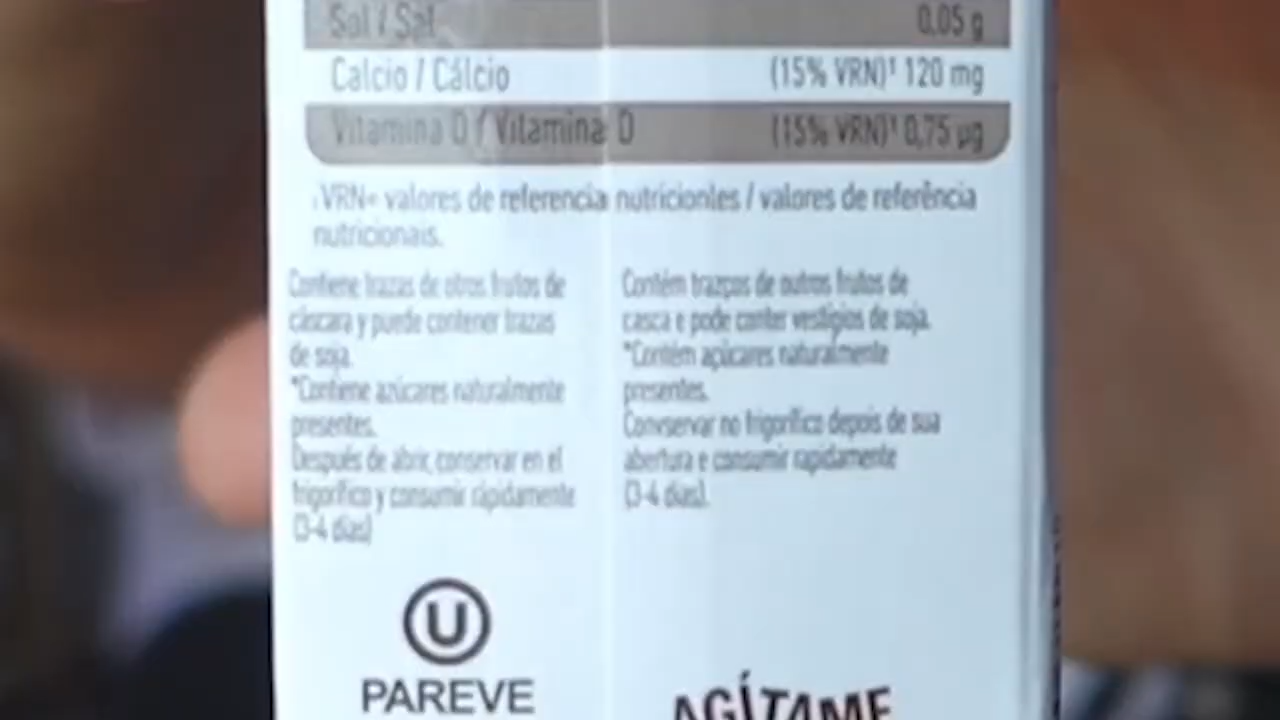 Sal / Sal 0,05 g
Calcio / Cálcio (15% VRN)¹ 120 mg
Vitamina D / Vitamina D (15% VRN)¹ 0,75 µg
VRN= valores de referencia nutricionles / valores de referência
nutricionais.
Contiene trazas de otros frutos de
cáscara y puede contener trazas
de soja.
*Contiene azúcares naturalmente
presentes.
Después de abrir, conservar en el
frigorífico y consumir rápidamente
(3-4 días)
Contém trazços de outros frutos de
casca e pode conter vestígios de soja.
*Contém açúcares naturalmente
presentes.
Convservar no frigorífico depois de sua
abertura e consumir rapidamente
(3-4 dias).
U
PAREVE
AGÍTAME